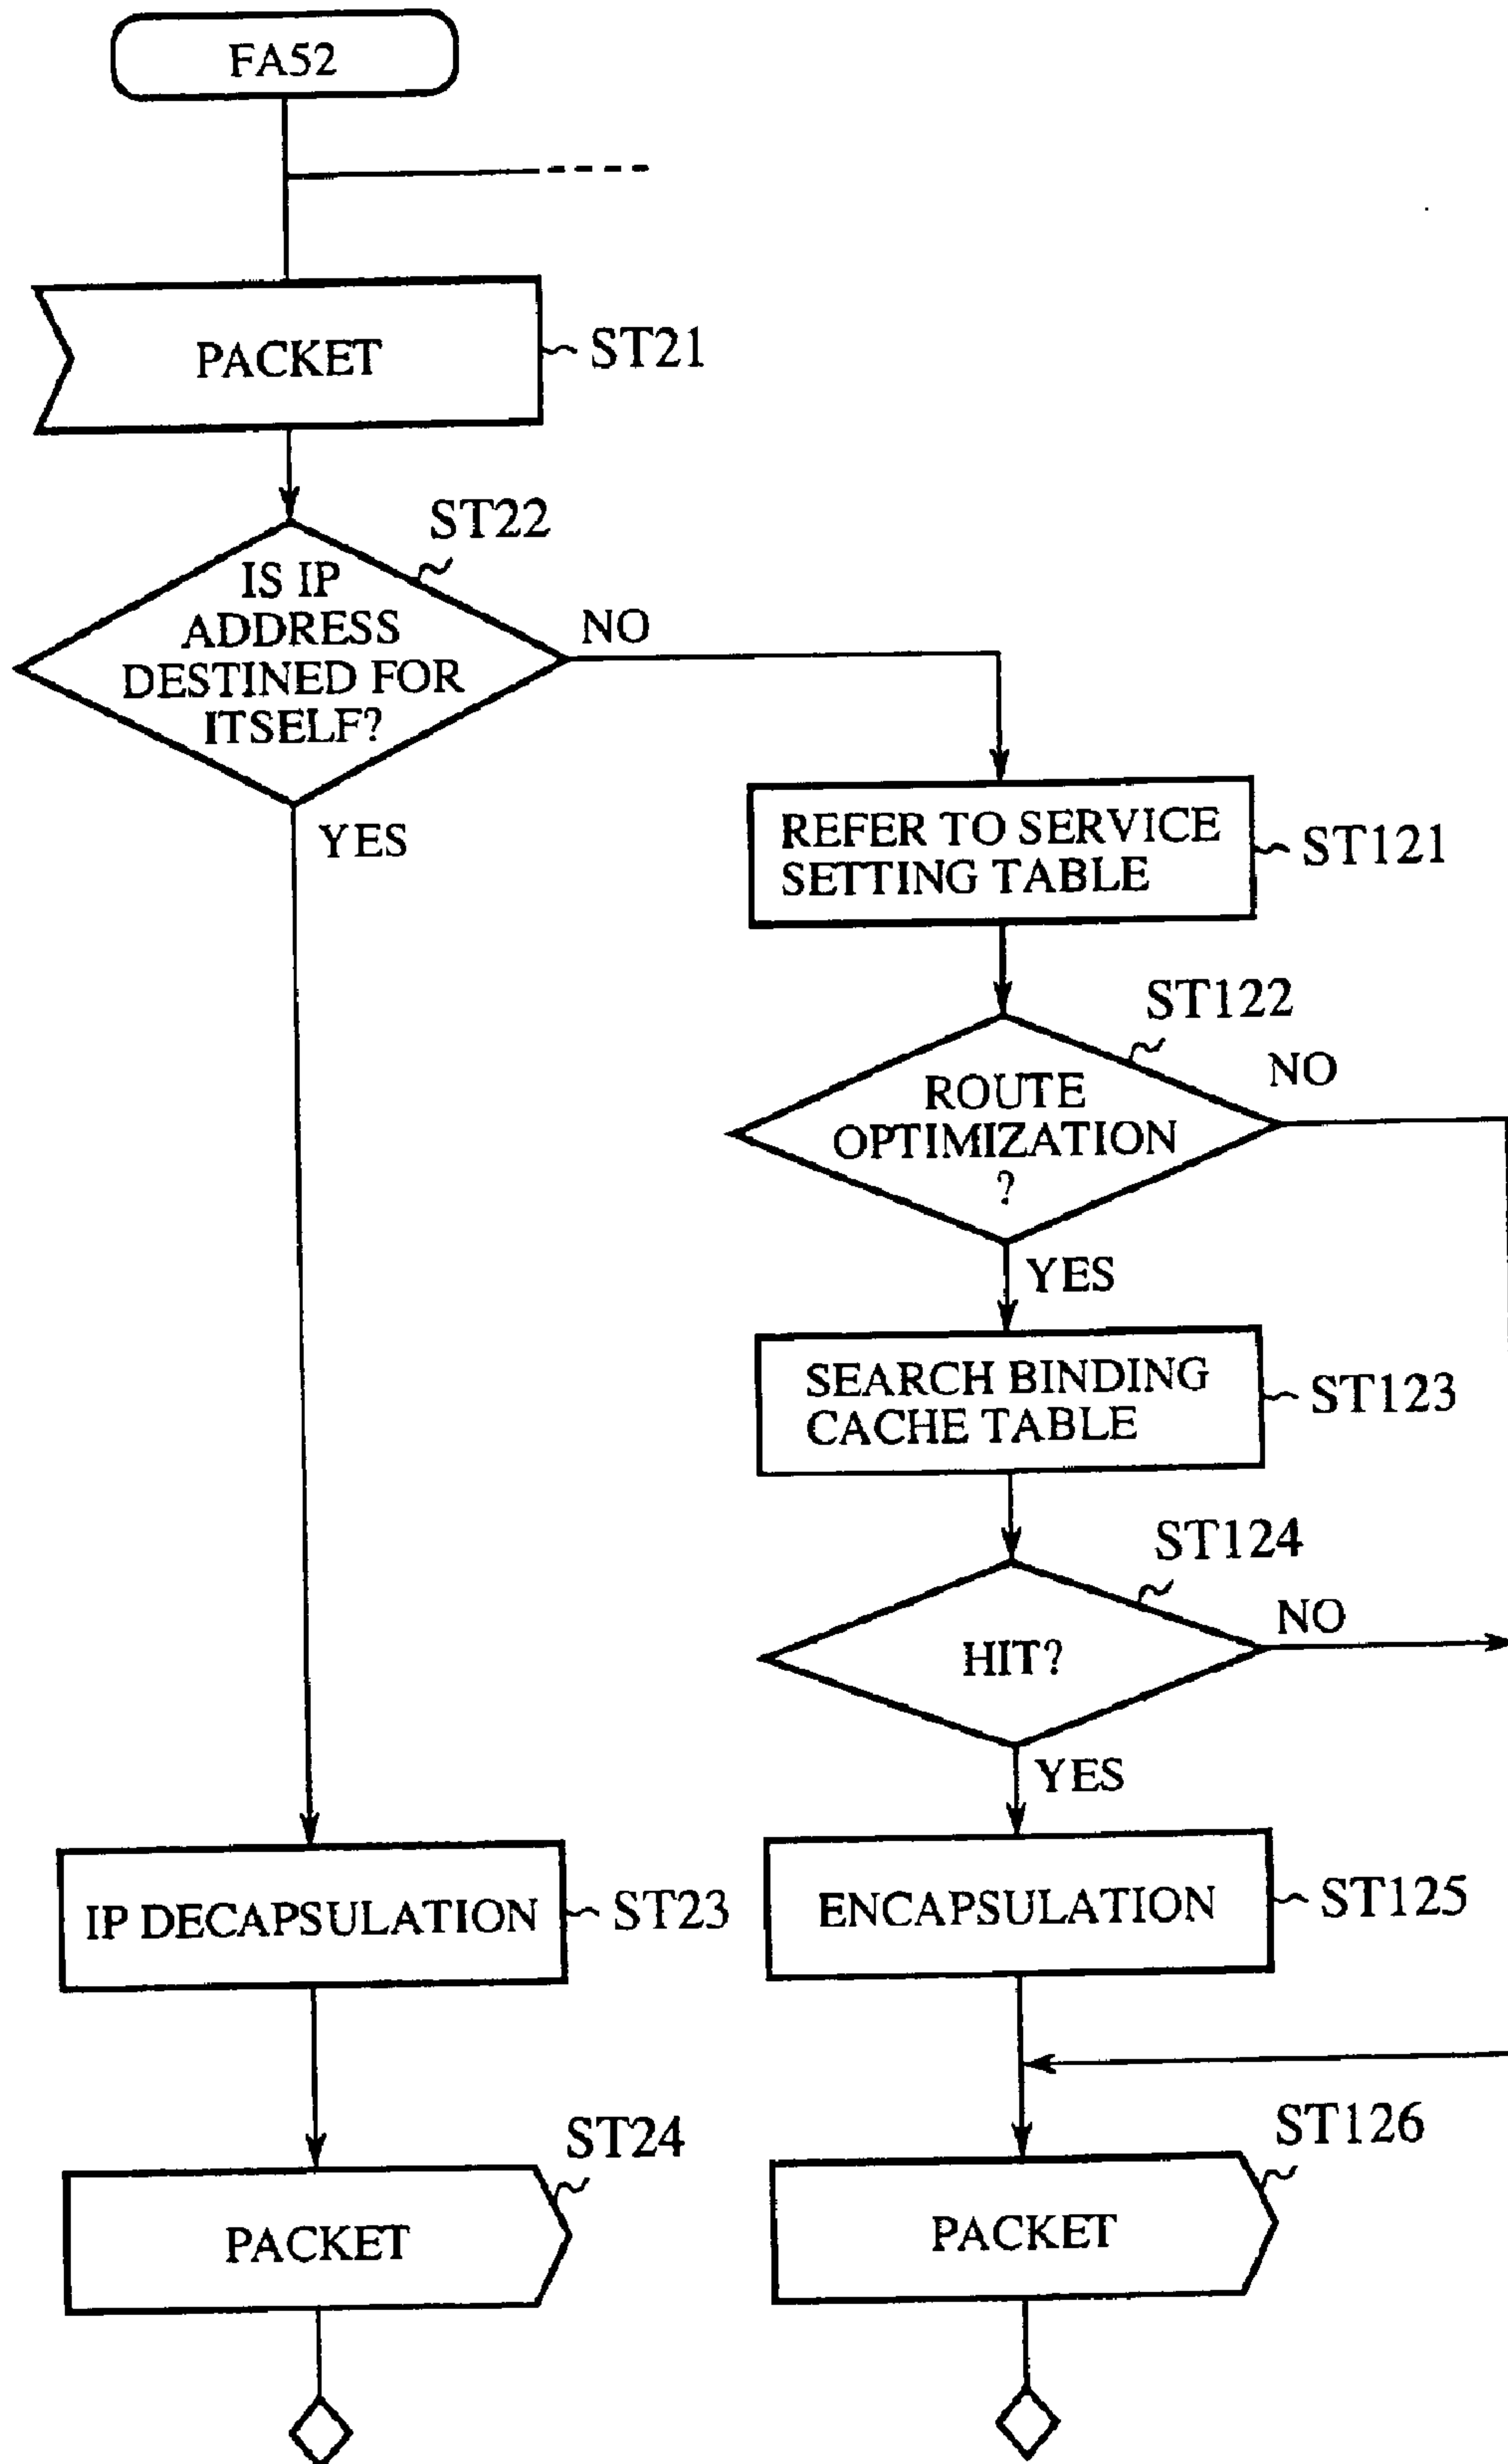 FA52
PACKET
ST21
ST22
IS IP
ADDRESS
DESTINED FOR
ITSELF?
NO
YES
REFER TO SERVICE
SETTING TABLE
ST121
ST122
ROUTE
OPTIMIZATION
?
NO
YES
SEARCH BINDING
CACHE TABLE
ST123
ST124
HIT?
NO
YES
IP DECAPSULATION
ST23
ENCAPSULATION
ST125
ST24
PACKET
ST126
PACKET